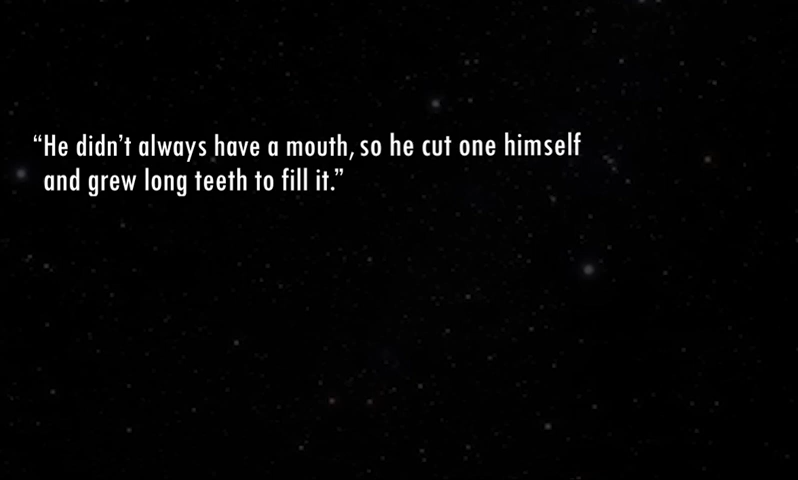 “He didn’t always have a mouth, so he cut one himself
and grew long teeth to fill it.”